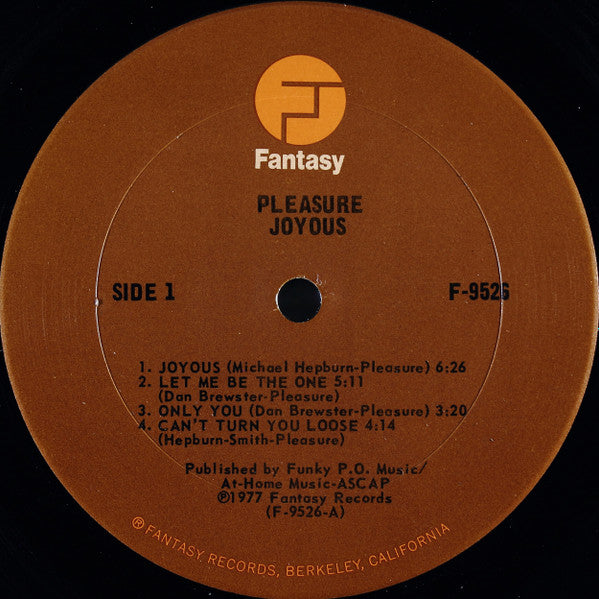 Fantasy
PLEASURE
JOYOUS
SIDE 1
F-9526
1. JOYOUS (Michael Hepburn-Pleasure) 6:26
2. LET ME BE THE ONE 5:11
(Dan Brewster-Pleasure)
3. ONLY YOU (Dan Brewster-Pleasure) 3:20
4. CAN'T TURN YOU LOOSE 4:14
(Hepburn-Smith-Pleasure)
Published by Funky P.O. Music/
At-Home Music-ASCAP
℗1977 Fantasy Records
(F-9526-A)
® FANTASY RECORDS, BERKELEY, CALIFORNIA